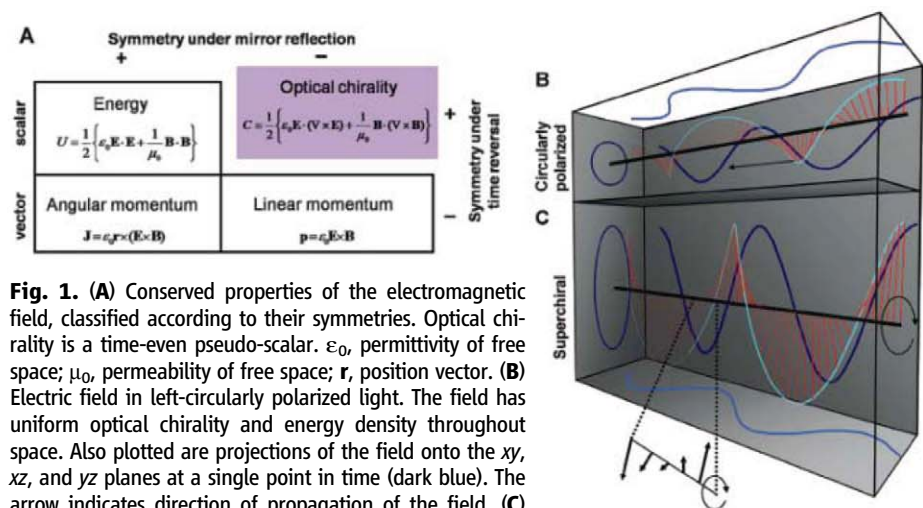 A
Symmetry under mirror reflection
+ −
scalar
Energy
U = 1/2 { ε₀E·E + 1/μ₀ B·B }
Optical chirality
C = 1/2 { ε₀E·(∇×E) + 1/μ₀ B·(∇×B) }
+
vector
Angular momentum
J=ε₀r×(E×B)
Linear momentum
p=ε₀E×B
−
Symmetry under
time reversal
B
Circularly
polarized
C
Superchiral
Fig. 1. (A) Conserved properties of the electromagnetic
field, classified according to their symmetries. Optical chi-
rality is a time-even pseudo-scalar. ε₀, permittivity of free
space; μ₀, permeability of free space; r, position vector. (B)
Electric field in left-circularly polarized light. The field has
uniform optical chirality and energy density throughout
space. Also plotted are projections of the field onto the xy,
xz, and yz planes at a single point in time (dark blue). The
arrow indicates direction of propagation of the field. (C)